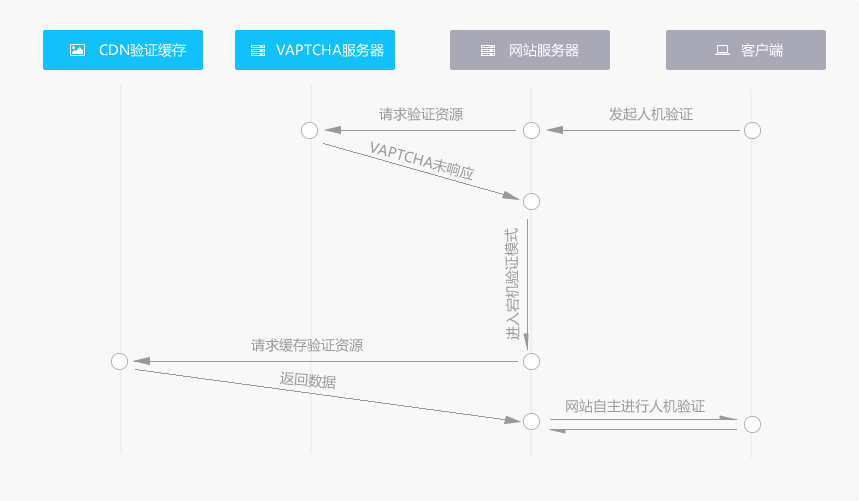 CDN验证缓存
VAPTCHA服务器
网站服务器
客户端
请求验证资源
发起人机验证
VAPTCHA未响应
进入宕机验证模式
请求缓存验证资源
返回数据
网站自主进行人机验证